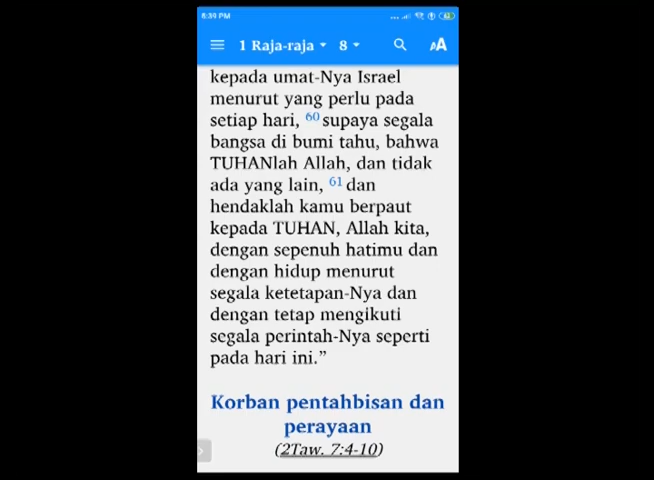 8:39 PM
1 Raja-raja 8
AA
kepada umat-Nya Israel
menurut yang perlu pada
setiap hari, 60 supaya segala
bangsa di bumi tahu, bahwa
TUHANlah Allah, dan tidak
ada yang lain, 61 dan
hendaklah kamu berpaut
kepada TUHAN, Allah kita,
dengan sepenuh hatimu dan
dengan hidup menurut
segala ketetapan-Nya dan
dengan tetap mengikuti
segala perintah-Nya seperti
pada hari ini.”
Korban pentahbisan dan
perayaan
(2Taw. 7:4-10)